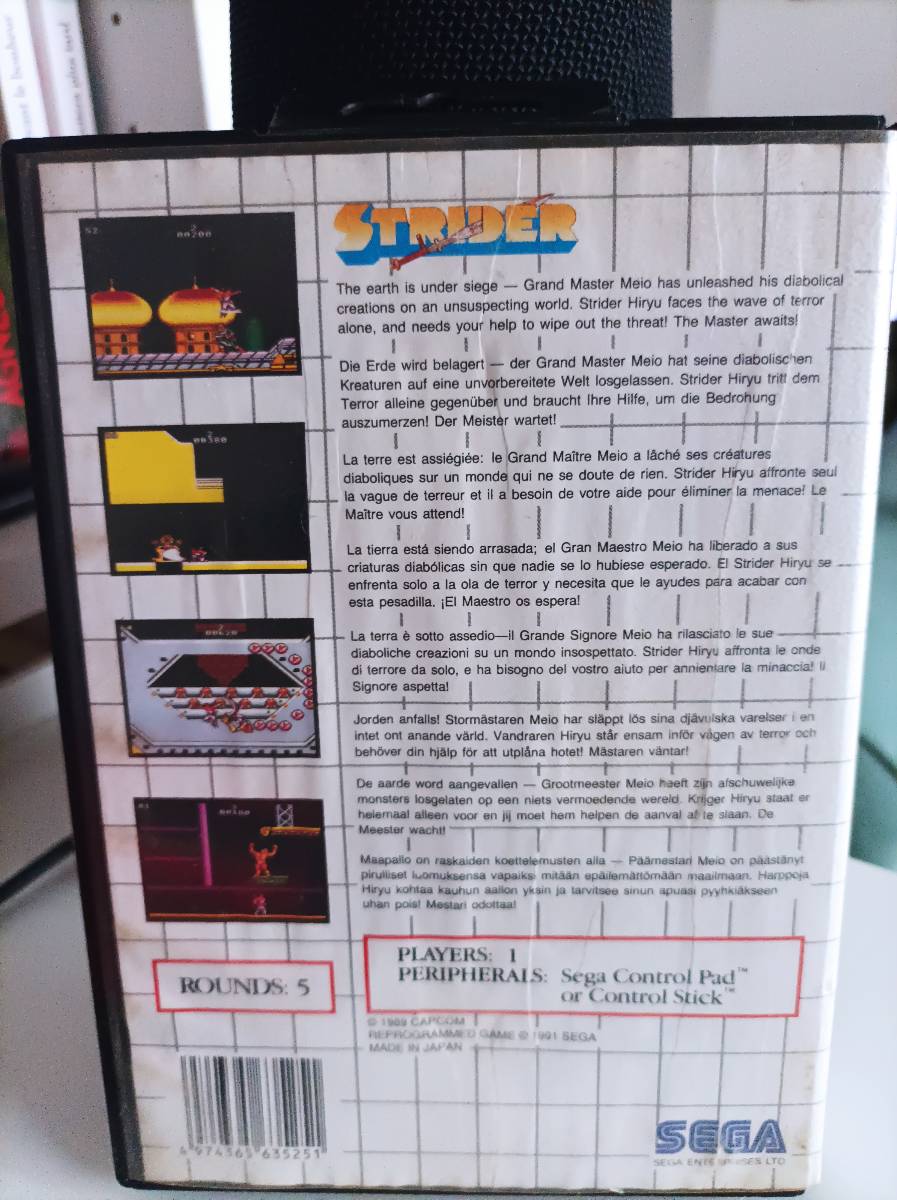 STRIDER
The earth is under siege — Grand Master Meio has unleashed his diabolical
creations on an unsuspecting world. Strider Hiryu faces the wave of terror
alone, and needs your help to wipe out the threat! The Master awaits!
Die Erde wird belagert — der Grand Master Meio hat seine diabolischen
Kreaturen auf eine unvorbereitete Welt losgelassen. Strider Hiryu tritt dem
Terror alleine gegenüber und braucht Ihre Hilfe, um die Bedrohung
auszumerzen! Der Meister wartet!
La terre est assiégiée: le Grand Maître Meio a lâché ses créatures
diaboliques sur un monde qui ne se doute de rien. Strider Hiryu affronte seul
la vague de terreur et il a besoin de votre aide pour éliminer la menace! Le
Maître vous attend!
La tierra está siendo arrasada; el Gran Maestro Meio ha liberado a sus
criaturas diabólicas sin que nadie se lo hubiese esperado. El Strider Hiryu se
enfrenta solo a la ola de terror y necesita que le ayudes para acabar con
esta pesadilla. ¡El Maestro os espera!
La terra è sotto assedio—il Grande Signore Meio ha rilasciato le sue
diaboliche creazioni su un mondo insospettato. Strider Hiryu affronta le onde
di terrore da solo, e ha bisogno del vostro aiuto per annientare la minaccia! Il
Signore aspetta!
Jorden anfalls! Stormästaren Meio har släppt lös sina djävulska varelser i en
intet ont anande värld. Vandraren Hiryu står ensam inför vågen av terror och
behöver din hjälp för att utplåna hotet! Mästaren väntar!
De aarde word aangevallen — Grootmeester Meio heeft zijn afschuwelijke
monsters losgelaten op een niets vermoedende wereld. Krijger Hiryu staat er
helemaal alleen voor en jij moet hem helpen de aanval af te slaan. De
Meester wacht!
Maapallo on raskaiden koettelemusten alla — Päämestari Meio on päästänyt
pirulliset luomuksensa vapaiksi mitään epäilemättömään maailmaan. Harppoja
Hiryu kohtaa kauhun aallon yksin ja tarvitsee sinun apuasi pyyhkiäkseen
uhan pois! Mestari odottaa!
ROUNDS: 5
PLAYERS: 1
PERIPHERALS: Sega Control Pad™
or Control Stick™
© 1989 CAPCOM
REPROGRAMMED GAME © 1991 SEGA
MADE IN JAPAN
4 974365 635251
SEGA
SEGA ENTERPRISES LTD.